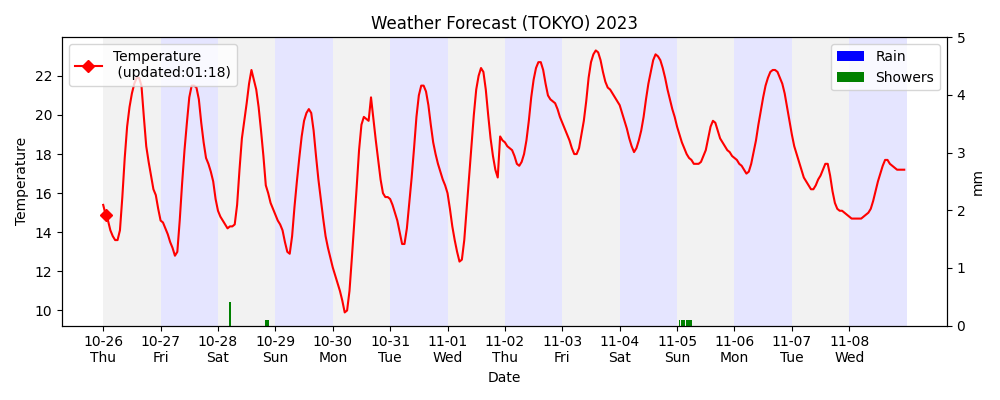 Weather Forecast (TOKYO) 2023
Temperature
(updated:01:18)
Rain
Showers
Temperature
22
20
18
16
14
12
10
5
4
3
2
1
0
mm
10-26 10-27 10-28 10-29 10-30 10-31 11-01 11-02 11-03 11-04 11-05 11-06 11-07 11-08
Thu Fri Sat Sun Mon Tue Wed Thu Fri Sat Sun Mon Tue Wed
Date